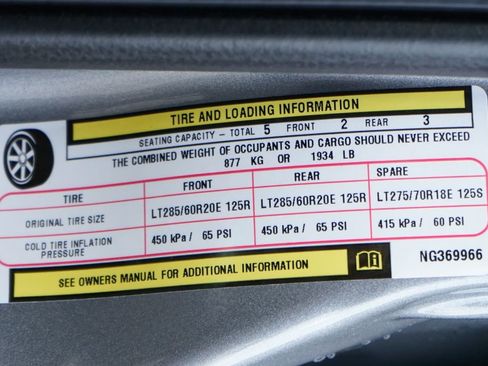 TIRE AND LOADING INFORMATION
SEATING CAPACITY - TOTAL 5 FRONT 2 REAR 3
THE COMBINED WEIGHT OF OCCUPANTS AND CARGO SHOULD NEVER EXCEED
877 KG OR 1934 LB
TIRE FRONT REAR SPARE
ORIGINAL TIRE SIZE LT285/60R20E 125R LT285/60R20E 125R LT275/70R18E 125S
COLD TIRE INFLATION PRESSURE 450 kPa / 65 PSI 450 kPa / 65 PSI 415 kPa / 60 PSI
SEE OWNERS MANUAL FOR ADDITIONAL INFORMATION
NG369966